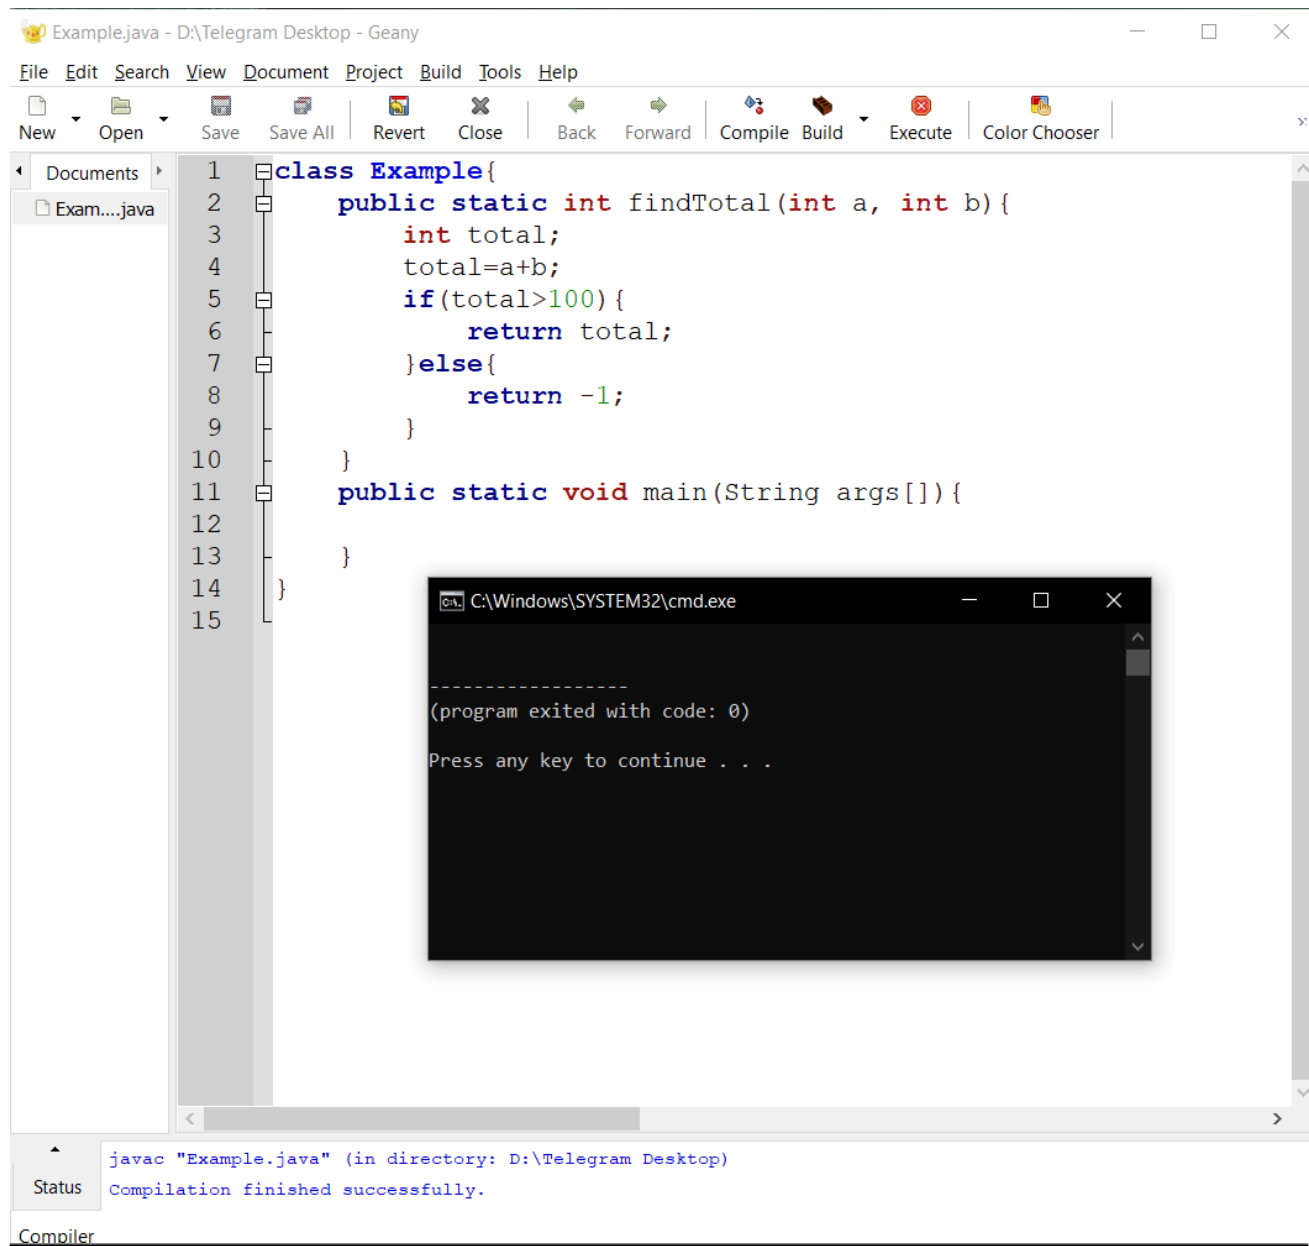 Example.java - D:\Telegram Desktop - Geany
File Edit Search View Document Project Build Tools Help
New Open Save Save All Revert Close Back Forward Compile Build Execute Color Chooser
Documents
Exam....java
1 class Example{
2 public static int findTotal(int a, int b){
3 int total;
4 total=a+b;
5 if(total>100){
6 return total;
7 }else{
8 return -1;
9 }
10 }
11 public static void main(String args[]){
12
13 }
14 }
15
C:\Windows\SYSTEM32\cmd.exe
------------------
(program exited with code: 0)
Press any key to continue . . .
Status
javac "Example.java" (in directory: D:\Telegram Desktop)
Compilation finished successfully.
Compiler